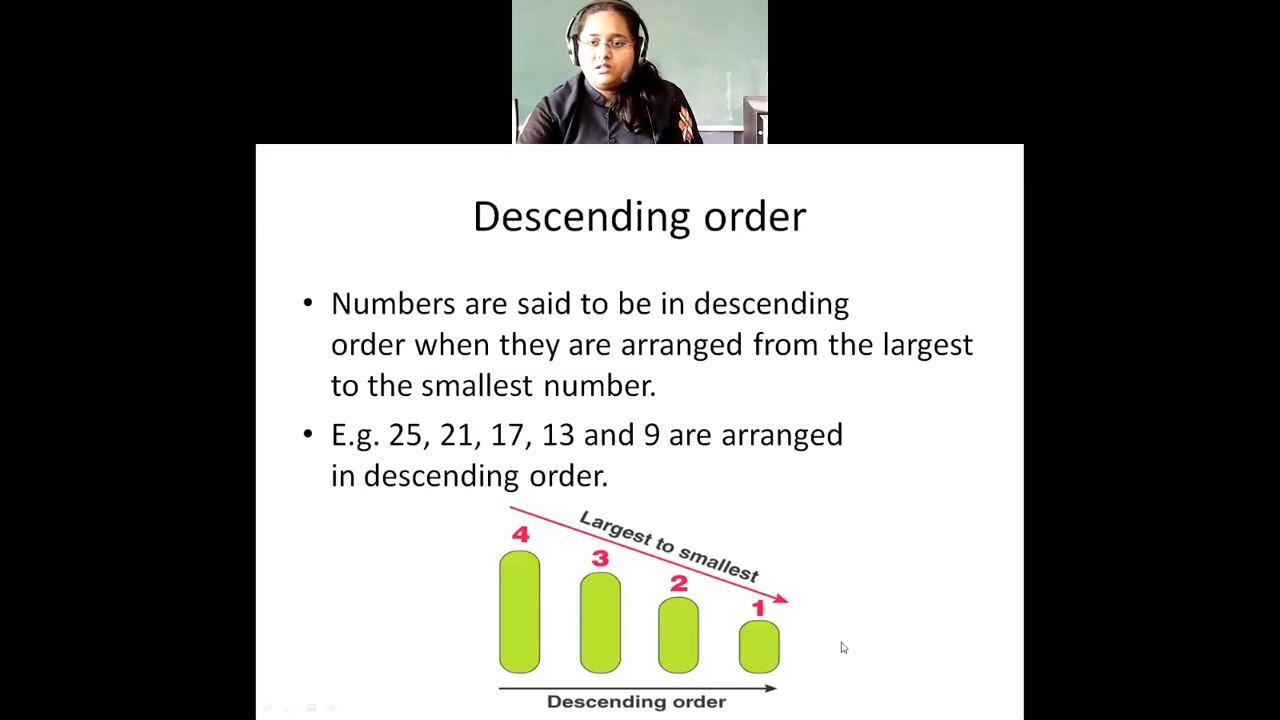 Descending order
• Numbers are said to be in descending
order when they are arranged from the largest
to the smallest number.
• E.g. 25, 21, 17, 13 and 9 are arranged
in descending order.
Largest to smallest
4
3
2
1
Descending order